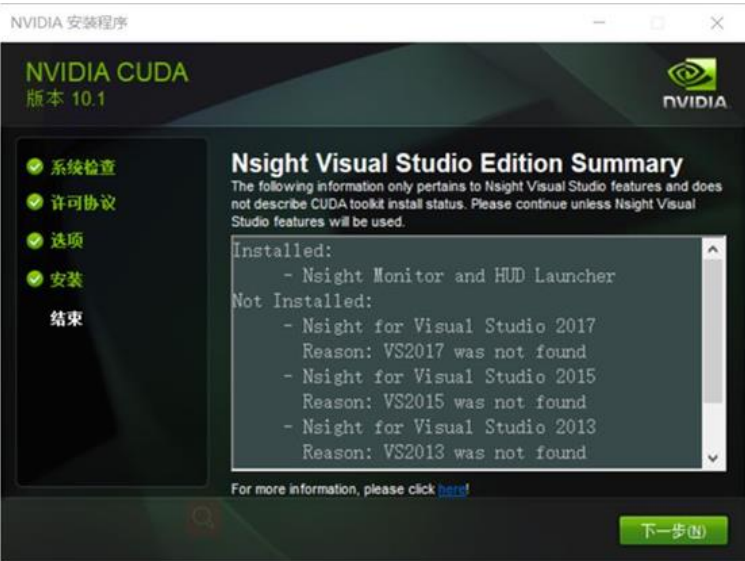 NVIDIA 安装程序
NVIDIA CUDA
版本 10.1
NVIDIA.
系统检查
许可协议
选项
安装
结束
Nsight Visual Studio Edition Summary
The following information only pertains to Nsight Visual Studio features and does
not describe CUDA toolkit install status. Please continue unless Nsight Visual
Studio features will be used.
Installed:
- Nsight Monitor and HUD Launcher
Not Installed:
- Nsight for Visual Studio 2017
Reason: VS2017 was not found
- Nsight for Visual Studio 2015
Reason: VS2015 was not found
- Nsight for Visual Studio 2013
Reason: VS2013 was not found
For more information, please click here!
下一步(N)